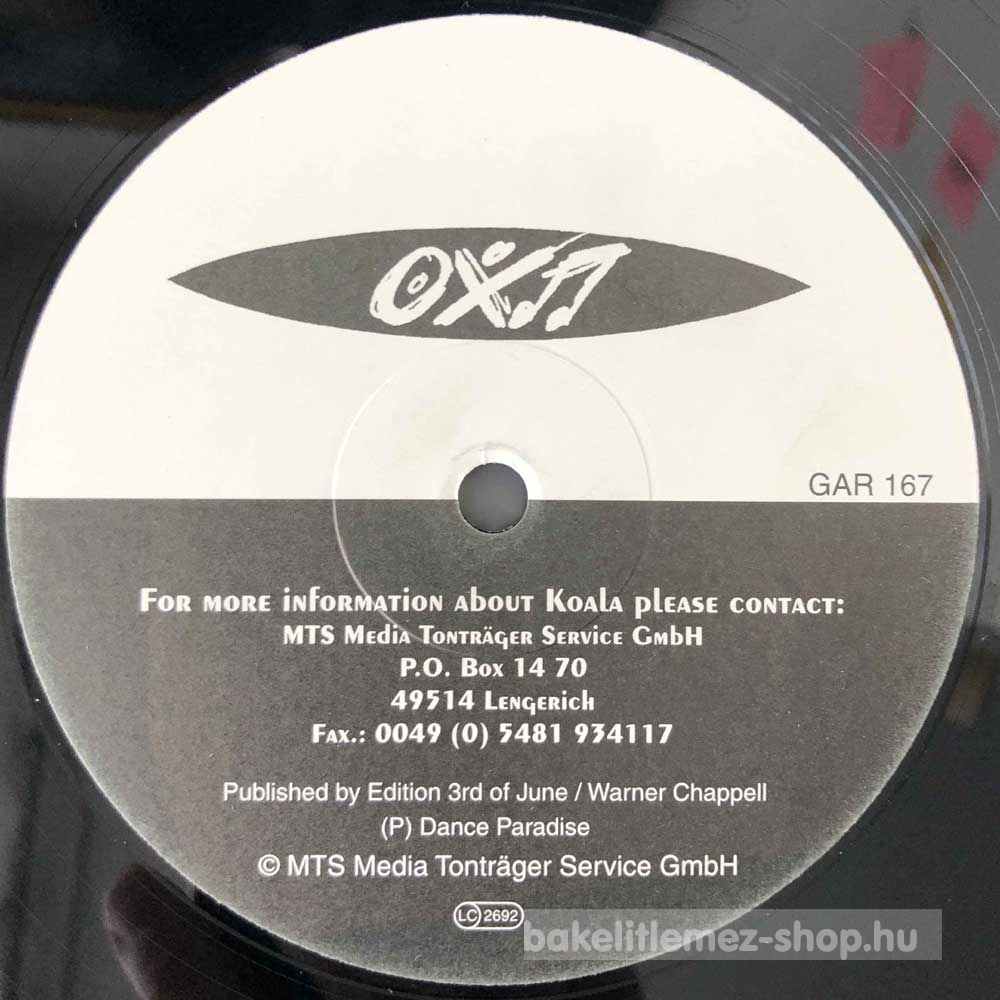 OXA
GAR 167
For more information about Koala please contact:
MTS Media Tonträger Service GmbH
P.O. Box 14 70
49514 Lengerich
Fax.: 0049 (0) 5481 934117
Published by Edition 3rd of June / Warner Chappell
(P) Dance Paradise
© MTS Media Tonträger Service GmbH
LC 2692
bakelitlemez-shop.hu